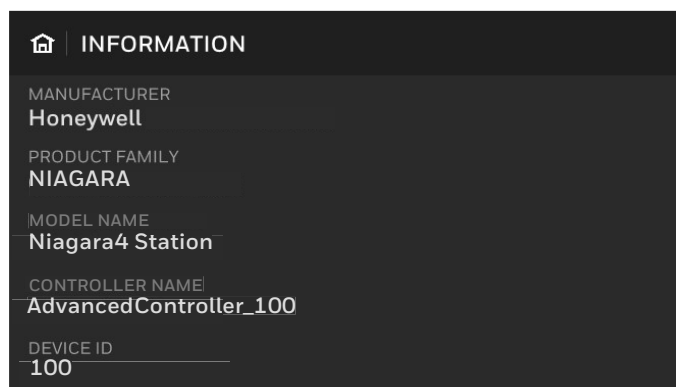 INFORMATION
MANUFACTURER
Honeywell
PRODUCT FAMILY
NIAGARA
MODEL NAME
Niagara4 Station
CONTROLLER NAME
AdvancedController_100
DEVICE ID
100